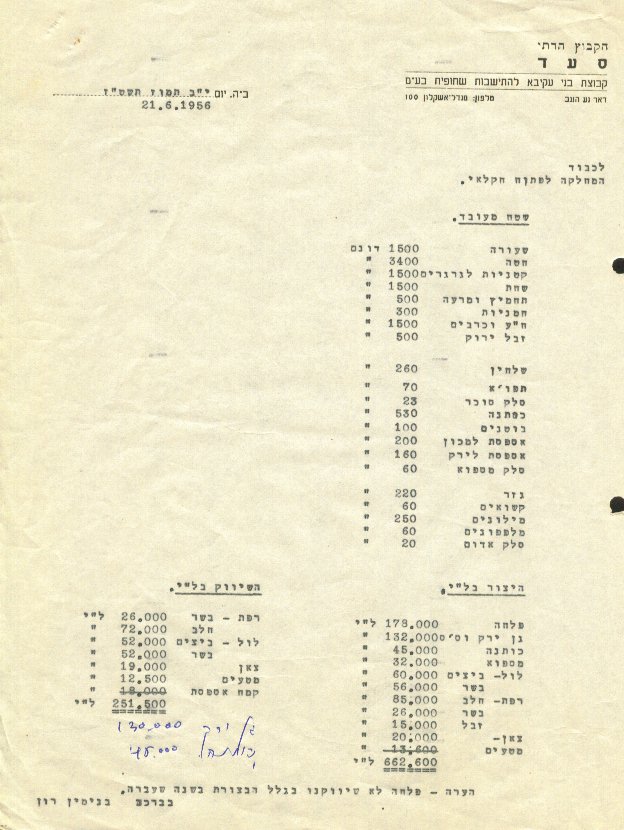 הקבוץ הדתי
סעד
קבוצת בני עקיבא להתישבות שתופית בע"מ
דאר נע הנגב טלפון: מגדל־אשקלון 100
ב״ה. יום י"ב תמוז תשט"ז
21.6.1956
לכבוד
המחלקה לפתוח חקלאי.
שטח מעובד.
שעורה 1500 דונם
חטה 3400 "
קטניות לגרגרים 1500 "
שחת 1500 "
תחמיץ ומרעה 500 "
חמניות 300 "
ח"ע וכרבים 1500 "
זבל ירוק 500 "
שלחין 260 "
תפו"א 70 "
סלק סוכר 23 "
כותנה 530 "
בוטנים 100 "
אספסת למכון 200 "
אספסת לירק 160 "
סלק מספוא 60 "
גזר 220 "
קשואים 60 "
מילונים 250 "
מלפפונים 60 "
סלק אדום 20 "
היצור בל"י.
פלחה 178.000 ל"י
גן ירק וס"ס 132.000 "
כותנה 45.000 "
מספוא 32.000 "
לול- ביצים 60.000 "
בשר 56.000 "
רפת- חלב 85.000 "
בשר 26.000 "
זבל 15.000 "
צאן- 20.000 "
מטעים 13.600 "
662.600 ל"י
השיווק בל"י.
רפת - בשר 26.000 ל"י
חלב 72.000 "
לול - ביצים 52.000 "
בשר 52.000 "
צאן 19.000 "
מטעים 12.500 "
קמח אספסת 18.000 "
251.500 ל"י
גן ירק 130.000
כותנה 45.000
הערה - פלחה לא שיווקנו בגלל הבצורת בשנה שעברה.
בברכה בנימין רון